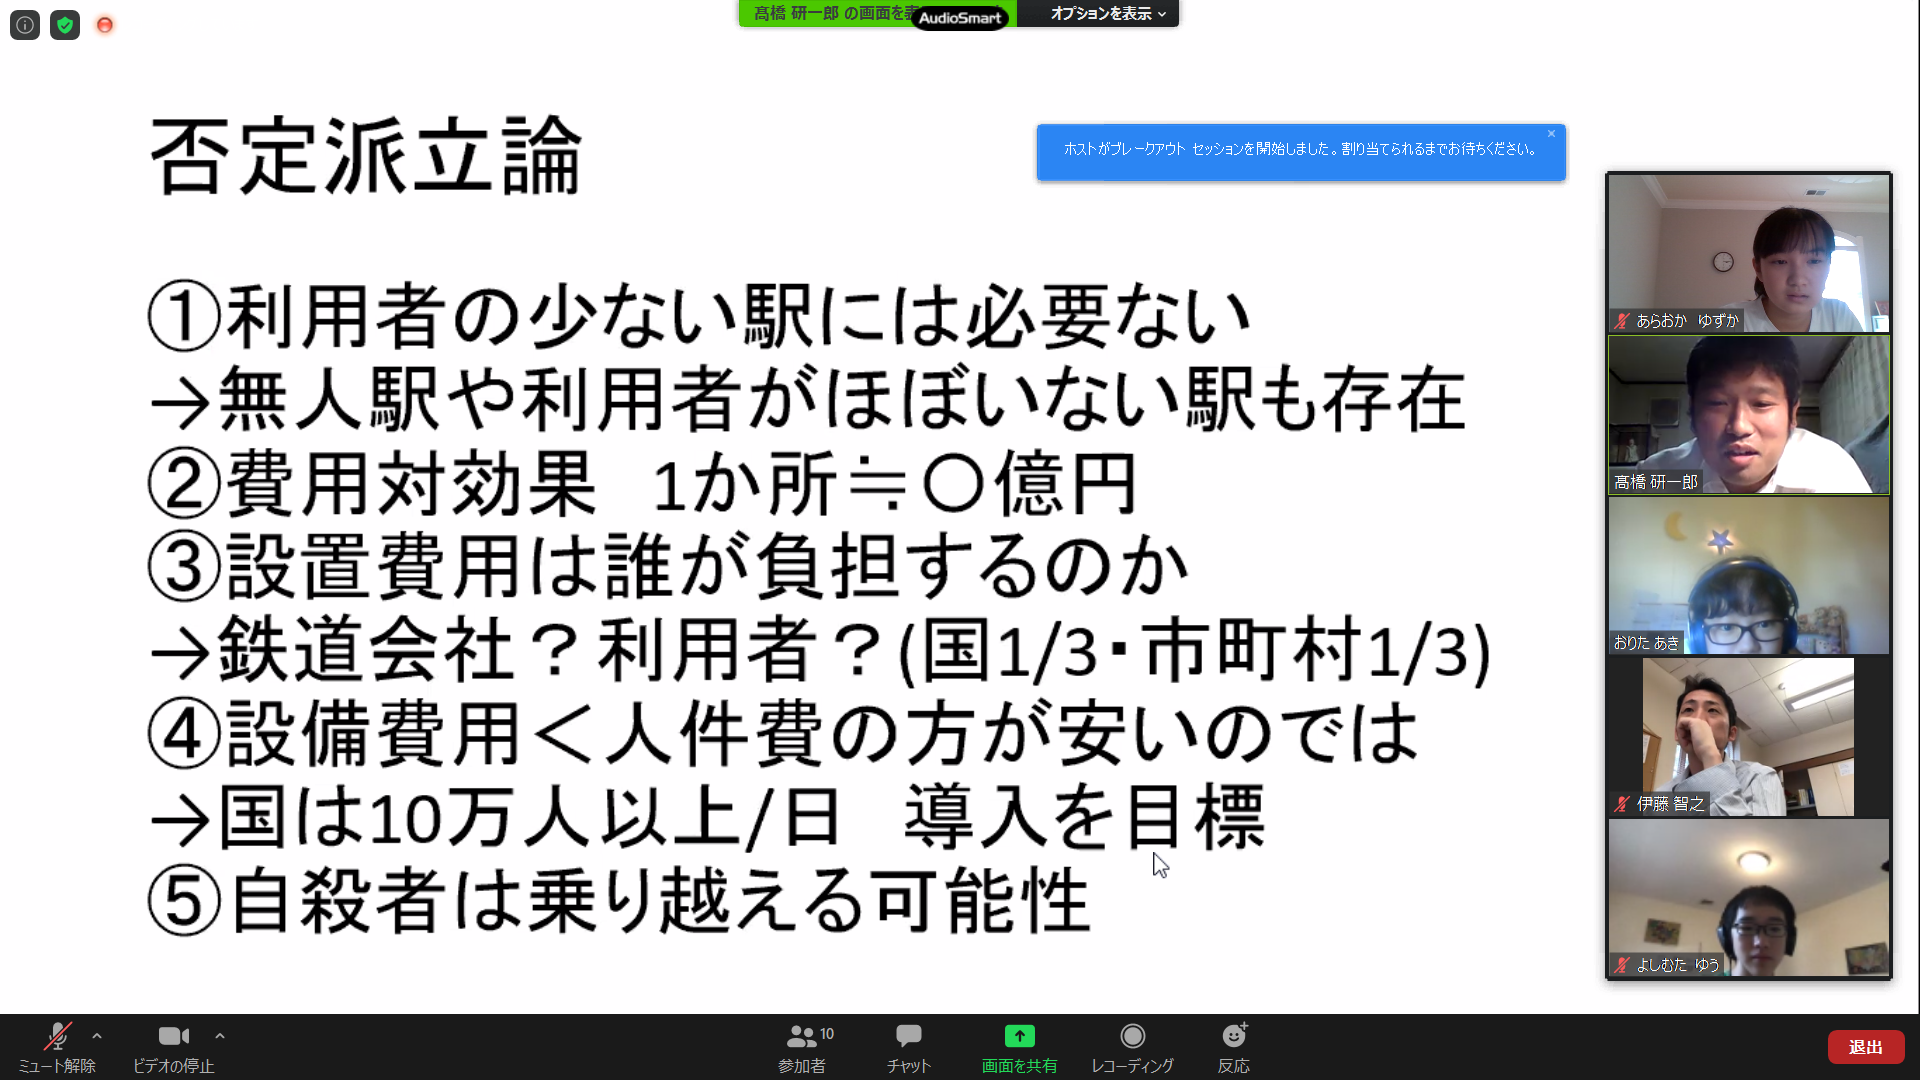 髙橋 研一郎 の画面を表
AudioSmart
オプションを表示
否定派立論
ホストがブレークアウト セッションを開始しました。割り当てられるまでお待ちください。
①利用者の少ない駅には必要ない
→無人駅や利用者がほぼいない駅も存在
②費用対効果　1か所≒〇億円
③設置費用は誰が負担するのか
→鉄道会社？利用者？(国1/3・市町村1/3)
④設備費用＜人件費の方が安いのでは
→国は10万人以上/日　導入を目標
⑤自殺者は乗り越える可能性
あらおか　ゆずか
髙橋 研一郎
おりた あき
伊藤 智之
よしむた　ゆう
ミュート解除
ビデオの停止
10
参加者
チャット
画面を共有
レコーディング
反応
退出